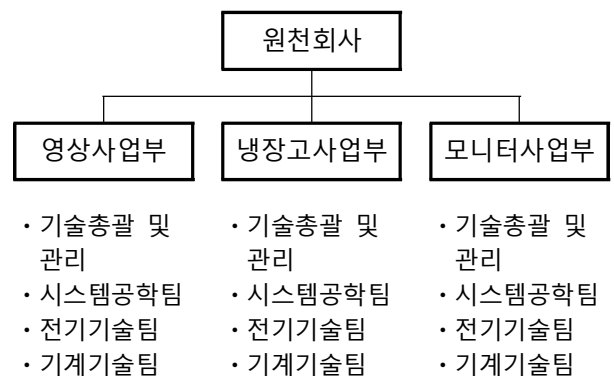 원천회사
영상사업부
냉장고사업부
모니터사업부
・기술총괄 및
관리
・시스템공학팀
・전기기술팀
・기계기술팀
・기술총괄 및
관리
・시스템공학팀
・전기기술팀
・기계기술팀
・기술총괄 및
관리
・시스템공학팀
・전기기술팀
・기계기술팀